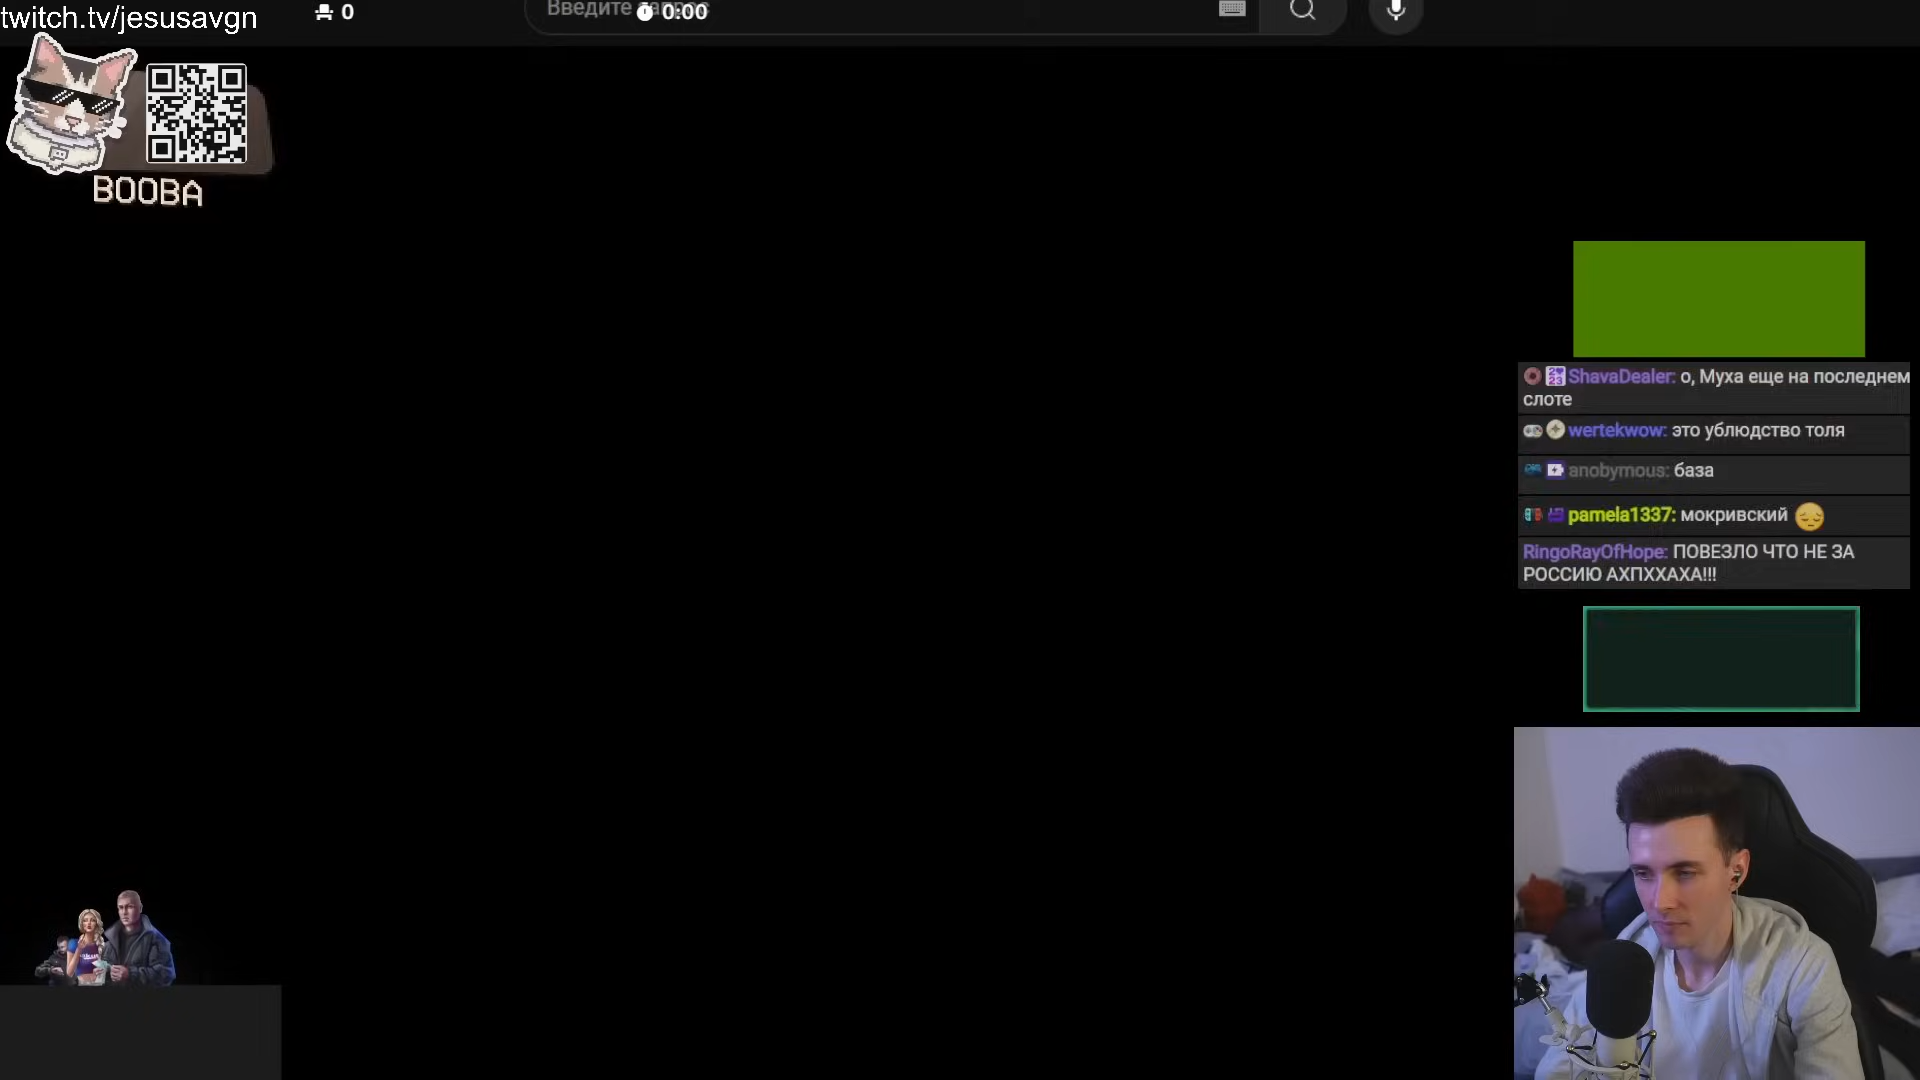 twitch.tv/jesusavgn
0
Введите
0:00
BOOBA
ShavaDealer: о, Муха еще на последнем
слоте
wertekwow: это ублюдство толя
anobymous: база
pamela1337: мокривский
RingoRayOfHope: ПОВЕЗЛО ЧТО НЕ ЗА
РОССИЮ АХПХХАХА!!!